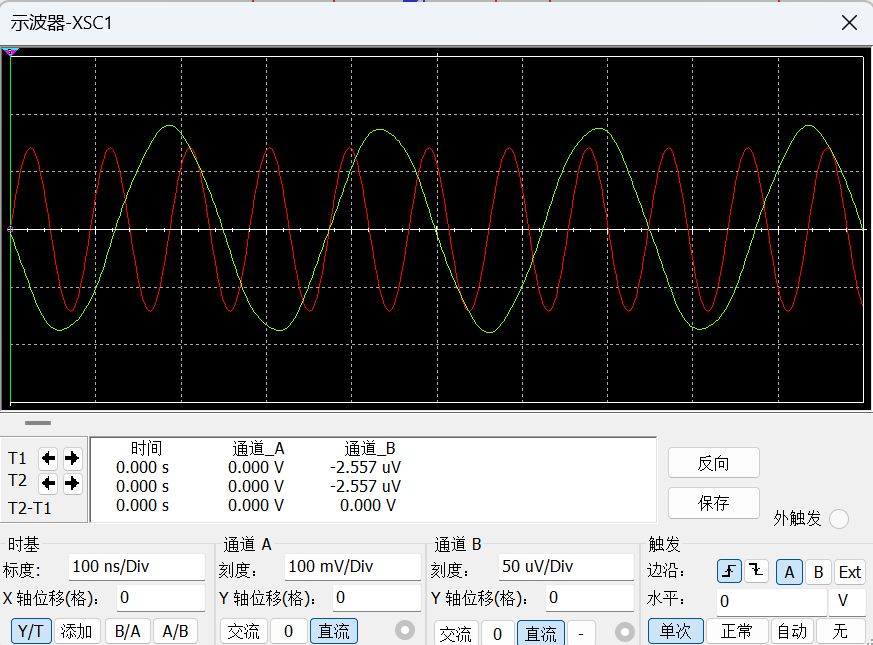 示波器-XSC1
时间 通道_A 通道_B
T1 0.000 s 0.000 V -2.557 uV
T2 0.000 s 0.000 V -2.557 uV
T2-T1 0.000 s 0.000 V 0.000 V
反向
保存
外触发
时基 通道 A 通道 B 触发
标度: 100 ns/Div 刻度: 100 mV/Div 刻度: 50 uV/Div 边沿: A B Ext
X 轴位移(格): 0 Y 轴位移(格): 0 Y 轴位移(格): 0 水平: 0 V
Y/T 添加 B/A A/B 交流 0 直流 交流 0 直流 - 单次 正常 自动 无